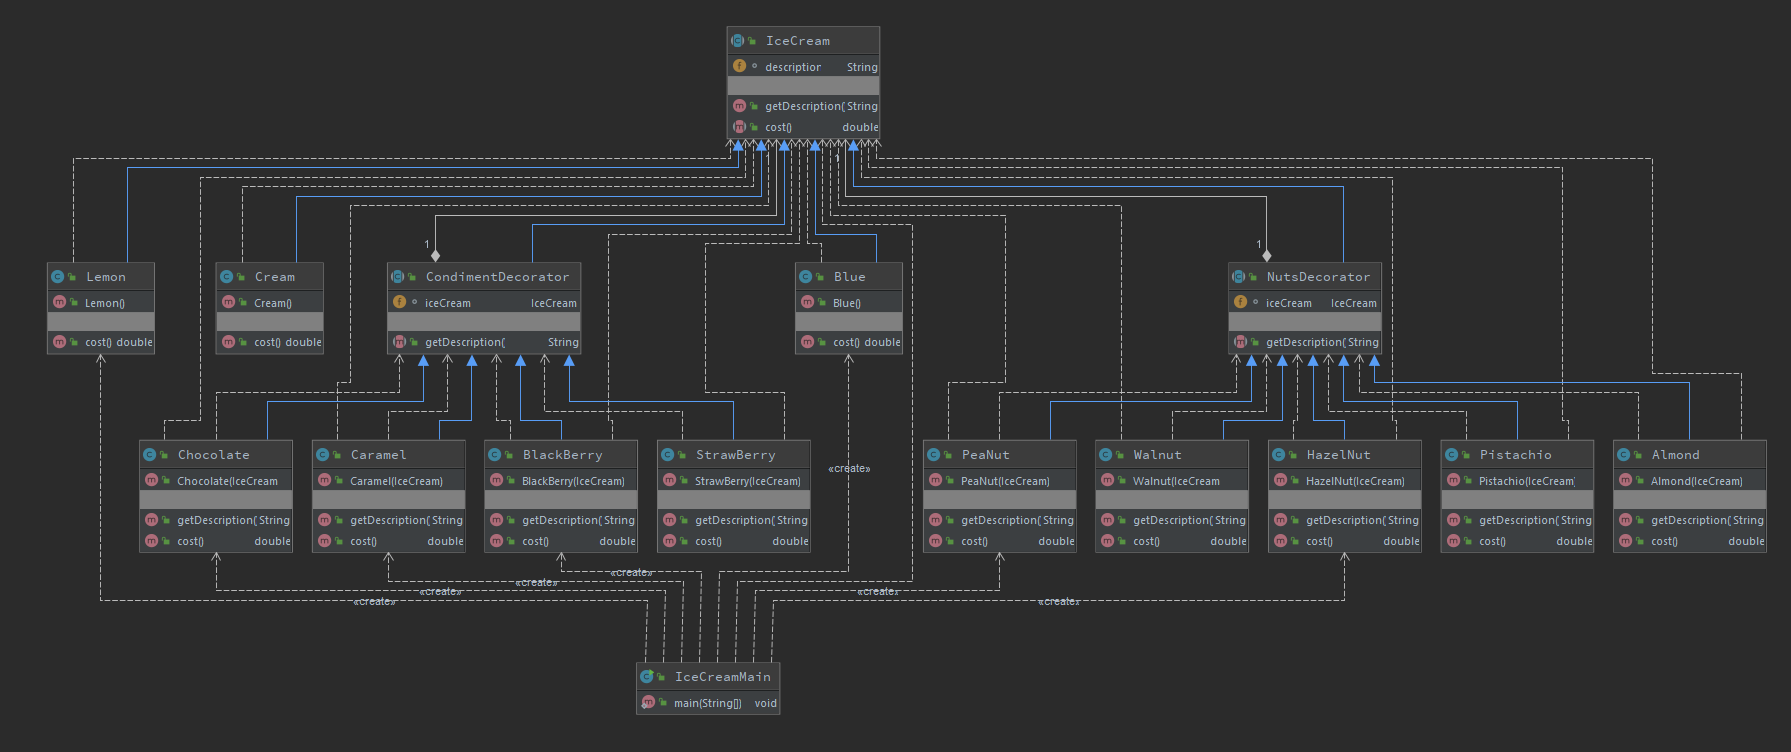 IceCream
descriptior String
getDescription( String
cost() double
1 1
1 1
Lemon
Lemon()
cost() double
Cream
Cream()
cost() double
CondimentDecorator
iceCream IceCream
getDescription( String
Blue
Blue()
cost() double
NutsDecorator
iceCream IceCream
getDescription( String
Chocolate
Chocolate(IceCream
getDescription( String
cost() double
Caramel
Caramel(IceCream)
getDescription( String
cost() double
BlackBerry
BlackBerry(IceCream)
getDescription( String
cost() double
StrawBerry
StrawBerry(IceCream)
getDescription( String
cost() double
«create»
PeaNut
PeaNut(IceCream)
getDescription( String
cost() double
Walnut
Walnut(IceCream
getDescription( String
cost() double
HazelNut
HazelNut(IceCream)
getDescription( String
cost() double
Pistachio
Pistachio(IceCream)
getDescription( String
cost() double
Almond
Almond(IceCream)
getDescription( String
cost() double
«create»
«create»
«create» «create»
«create» «create»
IceCreamMain
main(String[]) void